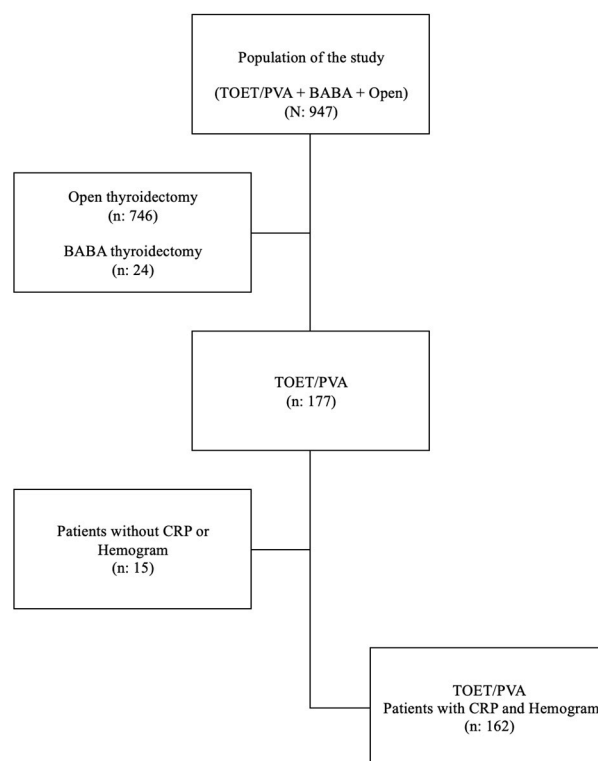 Population of the study
(TOET/PVA + BABA + Open)
(N: 947)
Open thyroidectomy
(n: 746)
BABA thyroidectomy
(n: 24)
TOET/PVA
(n: 177)
Patients without CRP or
Hemogram
(n: 15)
TOET/PVA
Patients with CRP and Hemogram
(n: 162)